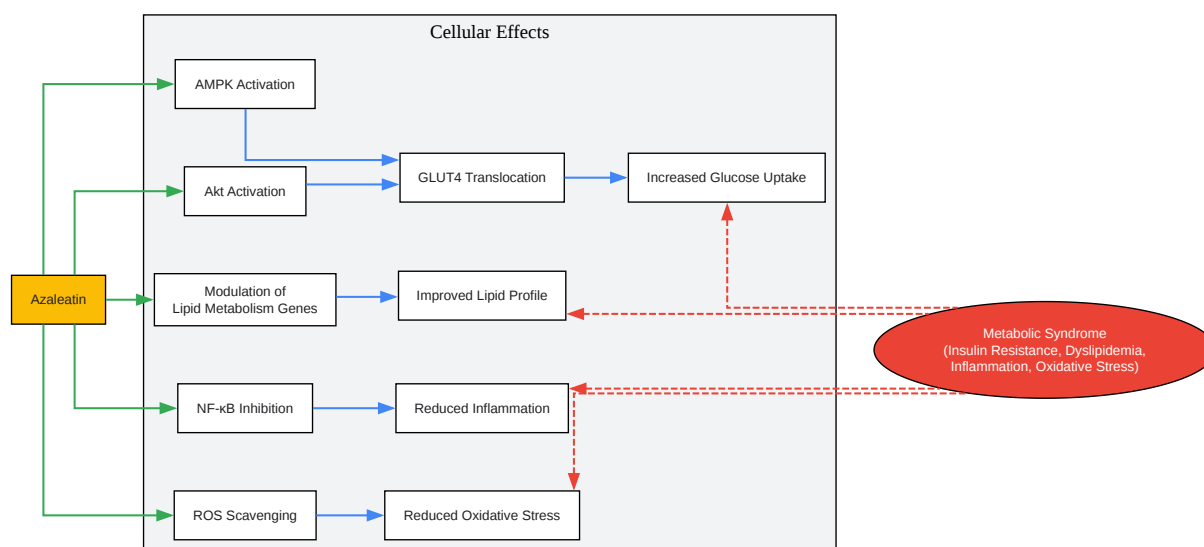 Cellular Effects
AMPK Activation
Akt Activation
GLUT4 Translocation
Increased Glucose Uptake
Azaleatin
Modulation of
Lipid Metabolism Genes
Improved Lipid Profile
Metabolic Syndrome
(Insulin Resistance, Dyslipidemia,
Inflammation, Oxidative Stress)
NF-κB Inhibition
Reduced Inflammation
ROS Scavenging
Reduced Oxidative Stress